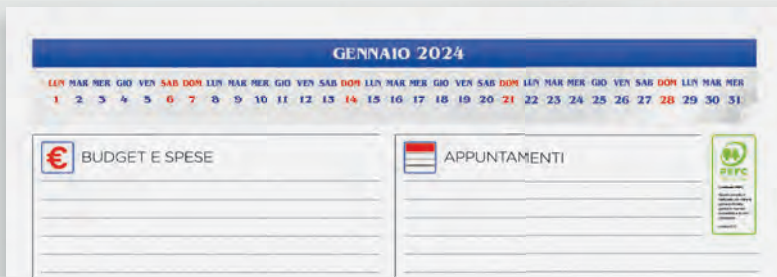 GENNAIO 2024
LUN MAR MER GIO VEN SAB DOM LUN MAR MER GIO VEN SAB DOM LUN MAR MER GIO VEN SAB DOM LUN MAR MER GIO VEN SAB DOM LUN MAR MER
1 2 3 4 5 6 7 8 9 10 11 12 13 14 15 16 17 18 19 20 21 22 23 24 25 26 27 28 29 30 31
€ BUDGET E SPESE
APPUNTAMENTI
PEFC